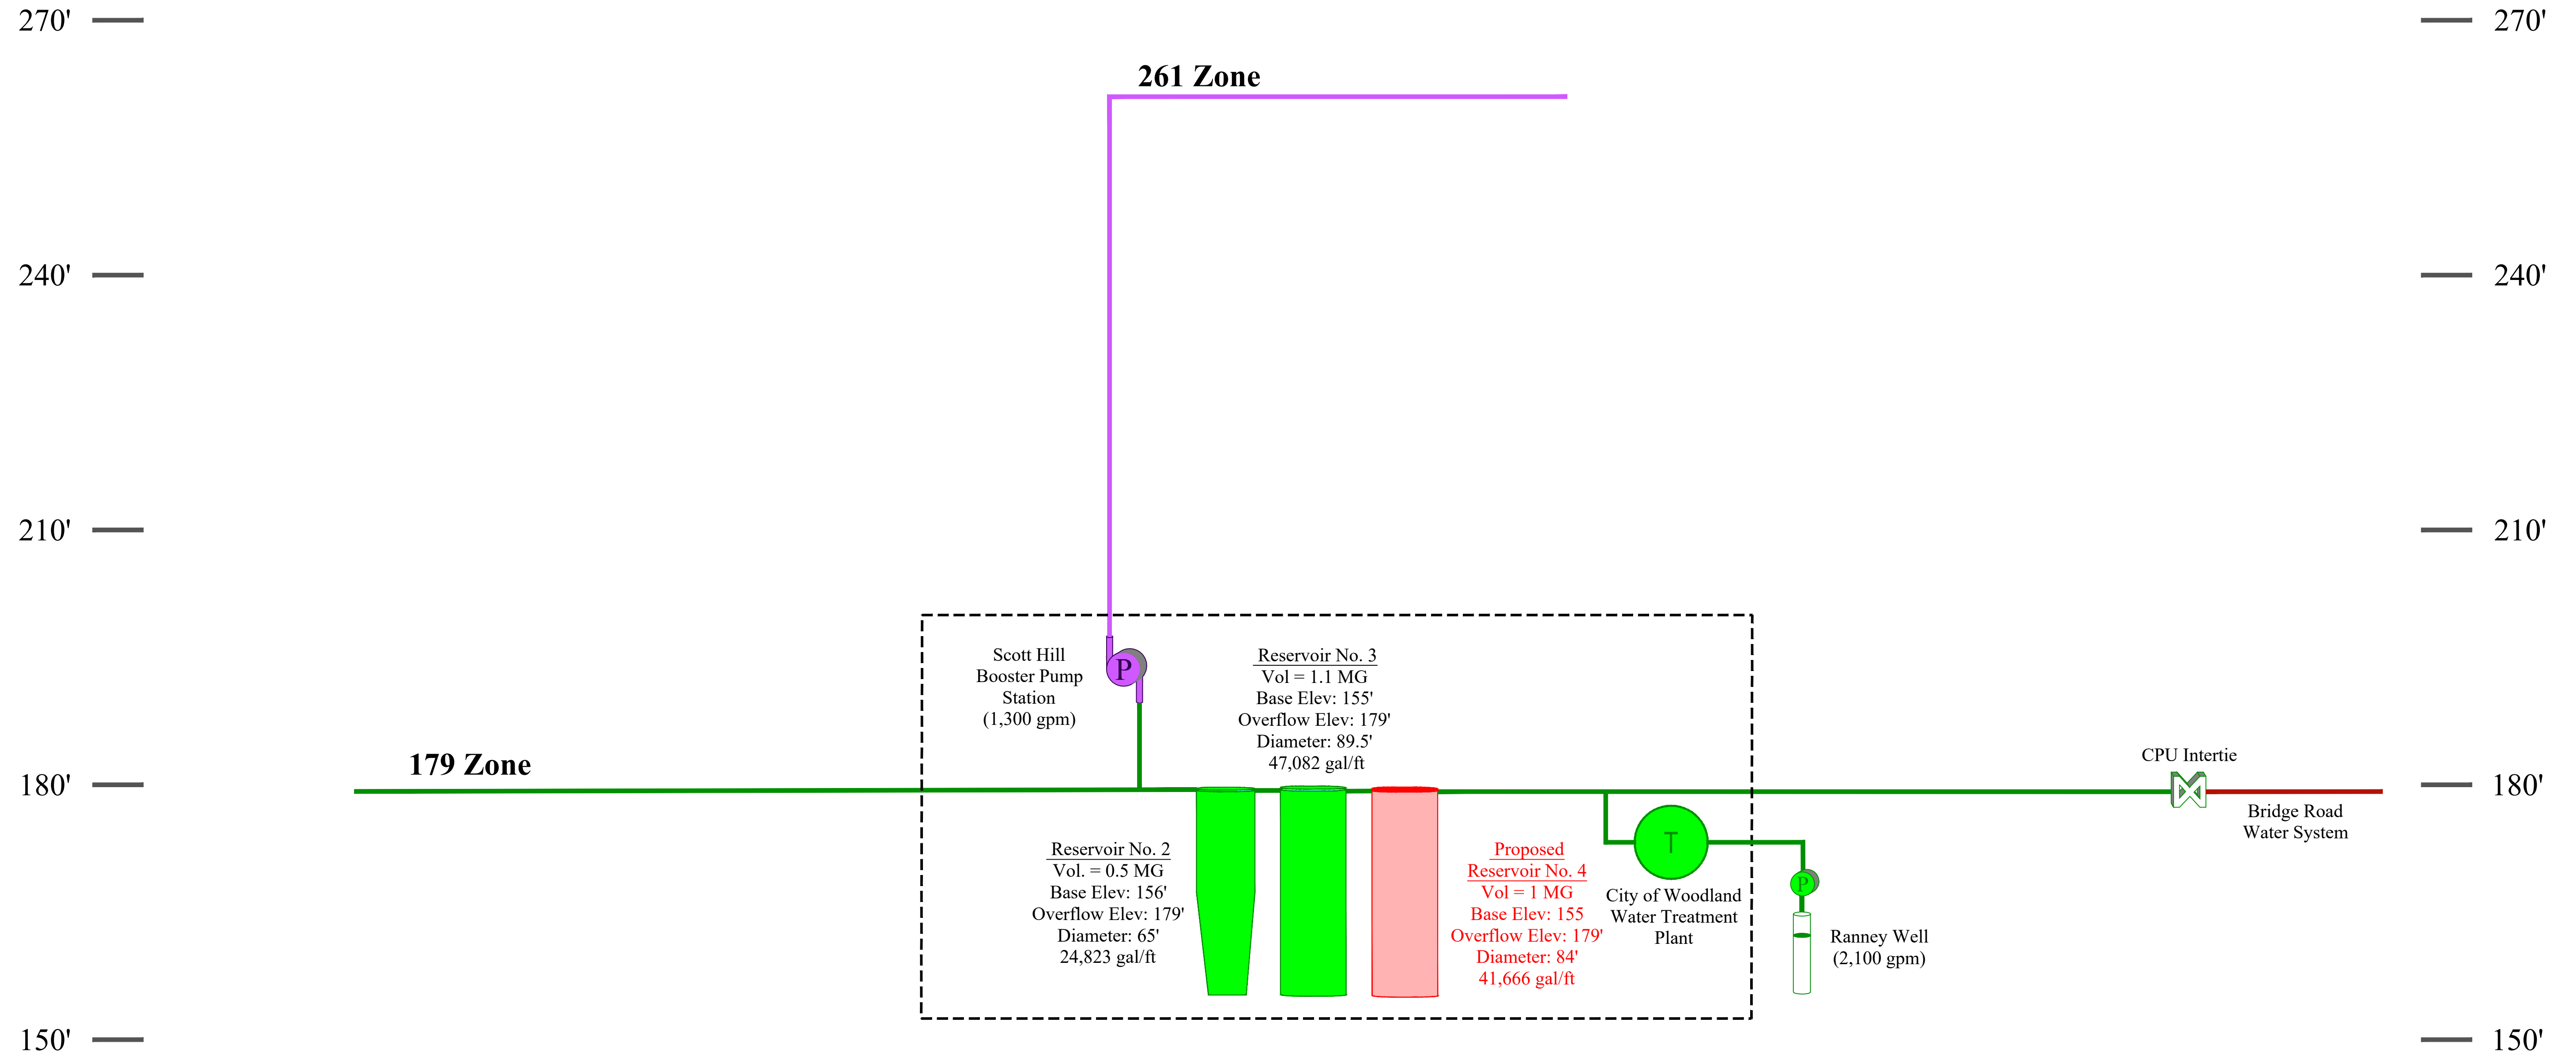 270'
270'
261 Zone
240'
240'
210'
210'
Scott Hill
Booster Pump
Station
(1,300 gpm)
P
Reservoir No. 3
Vol = 1.1 MG
Base Elev: 155'
Overflow Elev: 179'
Diameter: 89.5'
47,082 gal/ft
179 Zone
180'
180'
CPU Intertie
Bridge Road
Water System
Reservoir No. 2
Vol. = 0.5 MG
Base Elev: 156'
Overflow Elev: 179'
Diameter: 65'
24,823 gal/ft
Proposed
Reservoir No. 4
Vol = 1 MG
Base Elev: 155
Overflow Elev: 179'
Diameter: 84'
41,666 gal/ft
T
City of Woodland
Water Treatment
Plant
P
Ranney Well
(2,100 gpm)
150'
150'